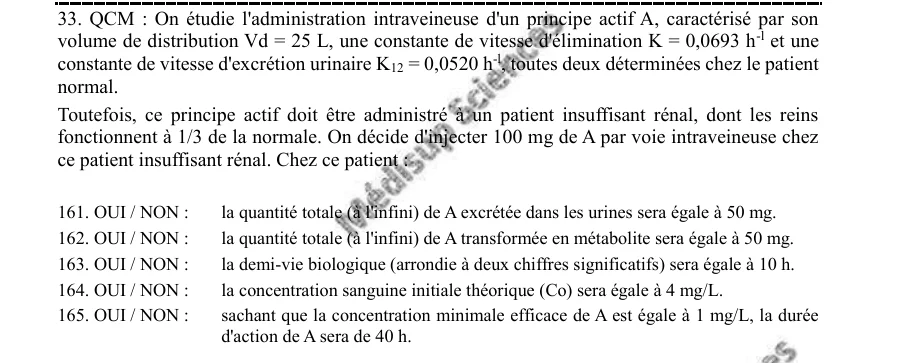 33. QCM : On étudie l'administration intraveineuse d'un principe actif A, caractérisé par son
volume de distribution Vd = 25 L, une constante de vitesse d'élimination K = 0,0693 h⁻¹ et une
constante de vitesse d'excrétion urinaire K₁₂ = 0,0520 h⁻¹, toutes deux déterminées chez le patient
normal.
Toutefois, ce principe actif doit être administré à un patient insuffisant rénal, dont les reins
fonctionnent à 1/3 de la normale. On décide d'injecter 100 mg de A par voie intraveineuse chez
ce patient insuffisant rénal. Chez ce patient :
161. OUI / NON : la quantité totale (à l'infini) de A excrétée dans les urines sera égale à 50 mg.
162. OUI / NON : la quantité totale (à l'infini) de A transformée en métabolite sera égale à 50 mg.
163. OUI / NON : la demi-vie biologique (arrondie à deux chiffres significatifs) sera égale à 10 h.
164. OUI / NON : la concentration sanguine initiale théorique (Co) sera égale à 4 mg/L.
165. OUI / NON : sachant que la concentration minimale efficace de A est égale à 1 mg/L, la durée
d'action de A sera de 40 h.
Médisup Sciences